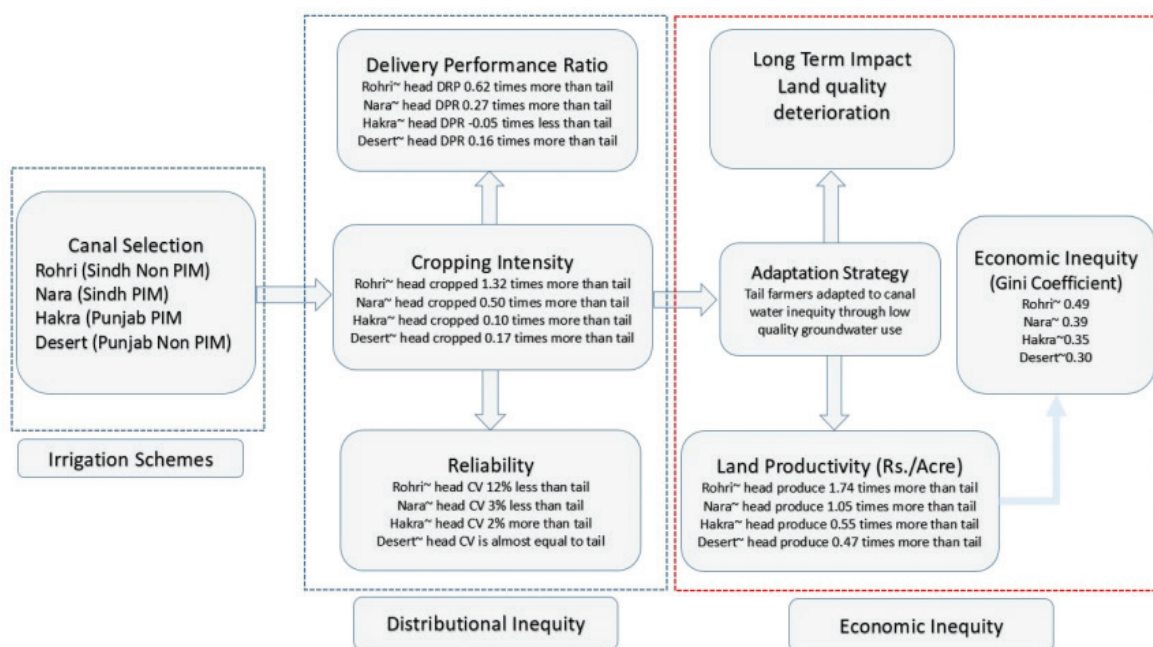 Canal Selection
Rohri (Sindh Non PIM)
Nara (Sindh PIM)
Hakra (Punjab PIM
Desert (Punjab Non PIM)
Irrigation Schemes
Delivery Performance Ratio
Rohri~ head DRP 0.62 times more than tail
Nara~ head DPR 0.27 times more than tail
Hakra~ head DPR -0.05 times less than tail
Desert~ head DPR 0.16 times more than tail
Cropping Intensity
Rohri~ head cropped 1.32 times more than tail
Nara~ head cropped 0.50 times more than tail
Hakra~ head cropped 0.10 times more than tail
Desert~ head cropped 0.17 times more than tail
Reliability
Rohri~ head CV 12% less than tail
Nara~ head CV 3% less than tail
Hakra~ head CV 2% more than tail
Desert~ head CV is almost equal to tail
Distributional Inequity
Long Term Impact
Land quality
deterioration
Adaptation Strategy
Tail farmers adapted to canal
water inequity through low
quality groundwater use
Land Productivity (Rs./Acre)
Rohri~ head produce 1.74 times more than tail
Nara~ head produce 1.05 times more than tail
Hakra~ head produce 0.55 times more than tail
Desert~ head produce 0.47 times more than tail
Economic Inequity
(Gini Coefficient)
Rohri~ 0.49
Nara~ 0.39
Hakra~0.35
Desert~0.30
Economic Inequity